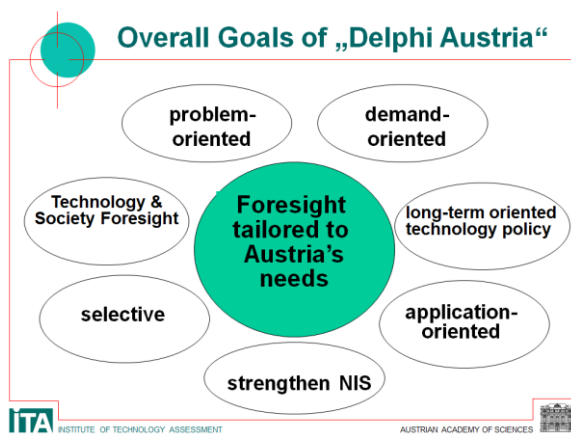 Overall Goals of „Delphi Austria“
problem-
oriented
demand-
oriented
Technology &
Society Foresight
Foresight
tailored to
Austria's
needs
long-term oriented
technology policy
selective
application-
oriented
strengthen NIS
ITA INSTITUTE OF TECHNOLOGY ASSESSMENT
AUSTRIAN ACADEMY OF SCIENCES